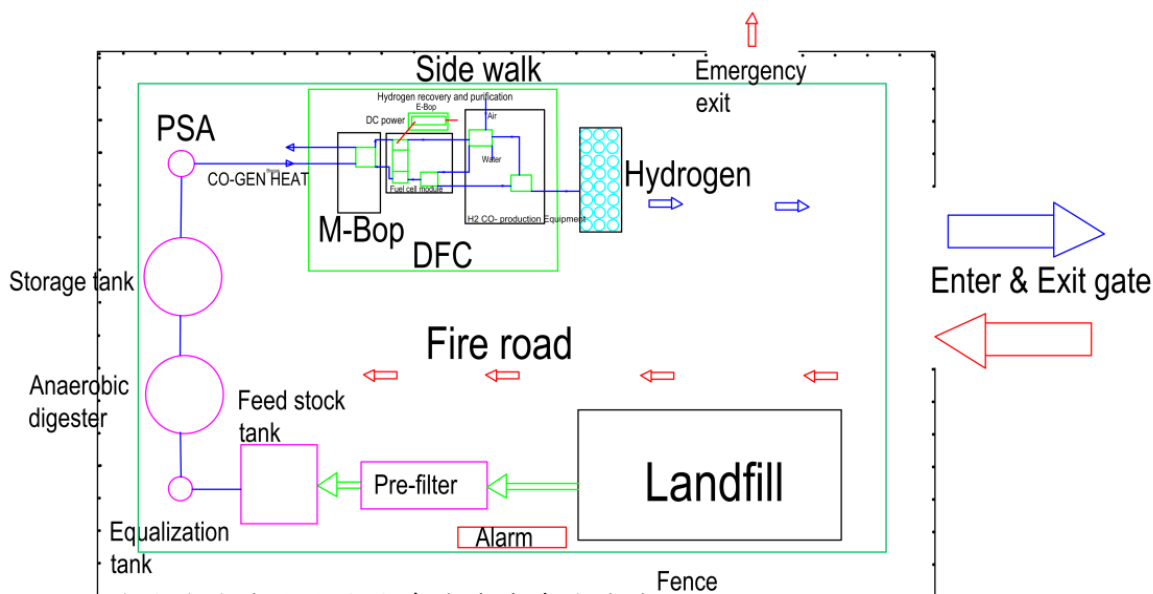 Side walk
Emergency
exit
Hydrogen recovery and purification
E-Bop
DC power
Air
PSA
Water
CO-GEN HEAT
Fuel cell module
Hydrogen
H2 CO- production Equipment
M-Bop
DFC
Storage tank
Enter & Exit gate
Fire road
Anaerobic
digester
Feed stock
tank
Pre-filter
Landfill
Equalization
tank
Alarm
Fence